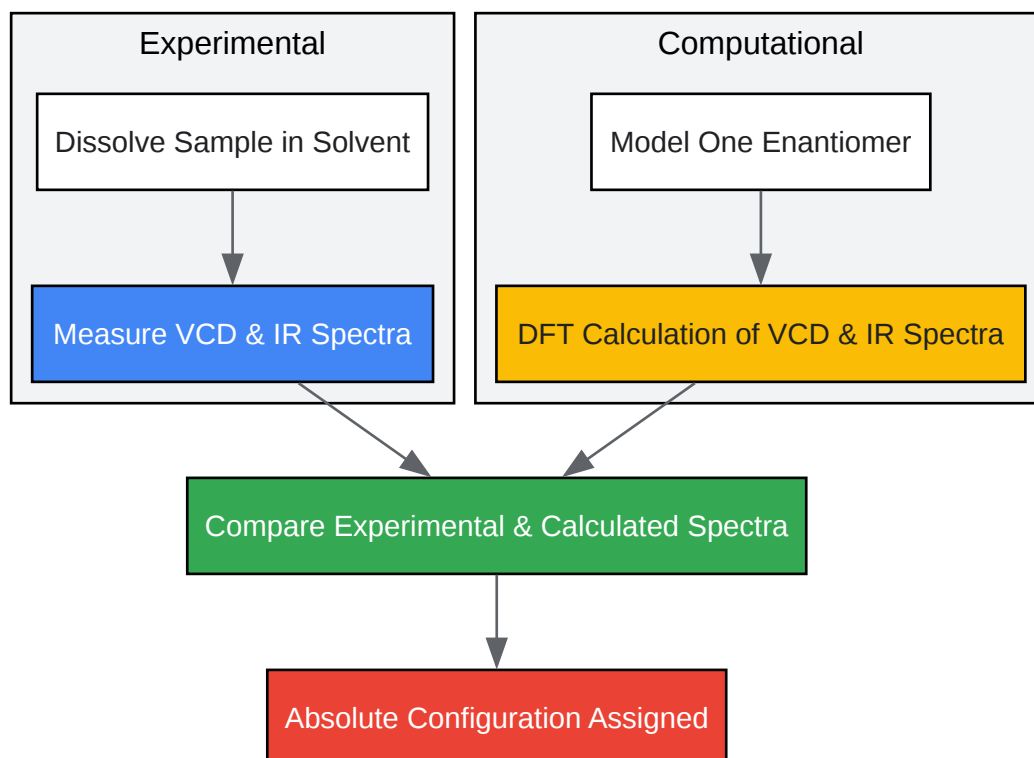 Experimental
Dissolve Sample in Solvent
Measure VCD & IR Spectra
Computational
Model One Enantiomer
DFT Calculation of VCD & IR Spectra
Compare Experimental & Calculated Spectra
Absolute Configuration Assigned